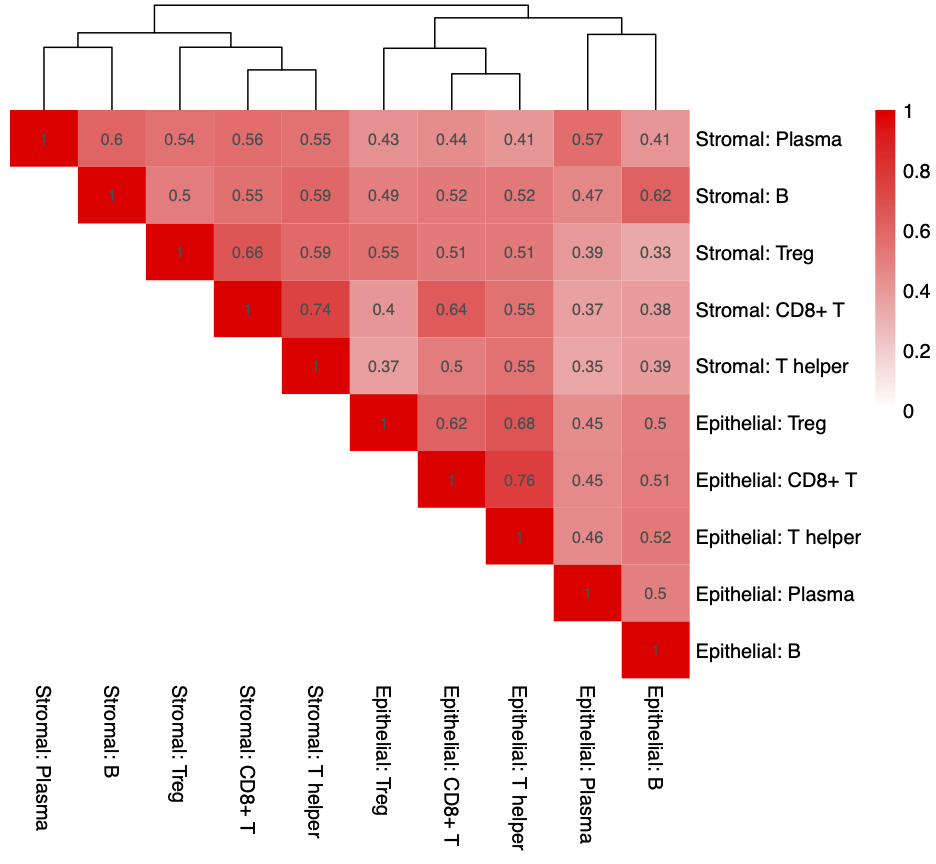 1 0.6 0.54 0.56 0.55 0.43 0.44 0.41 0.57 0.41 Stromal: Plasma
1 0.5 0.55 0.59 0.49 0.52 0.52 0.47 0.62 Stromal: B
1 0.66 0.59 0.55 0.51 0.51 0.39 0.33 Stromal: Treg
1 0.74 0.4 0.64 0.55 0.37 0.38 Stromal: CD8+ T
1 0.37 0.5 0.55 0.35 0.39 Stromal: T helper
1 0.62 0.68 0.45 0.5 Epithelial: Treg
1 0.76 0.45 0.51 Epithelial: CD8+ T
1 0.46 0.52 Epithelial: T helper
1 0.5 Epithelial: Plasma
1 Epithelial: B
Stromal: Plasma
Stromal: B
Stromal: Treg
Stromal: CD8+ T
Stromal: T helper
Epithelial: Treg
Epithelial: CD8+ T
Epithelial: T helper
Epithelial: Plasma
Epithelial: B
1
0.8
0.6
0.4
0.2
0